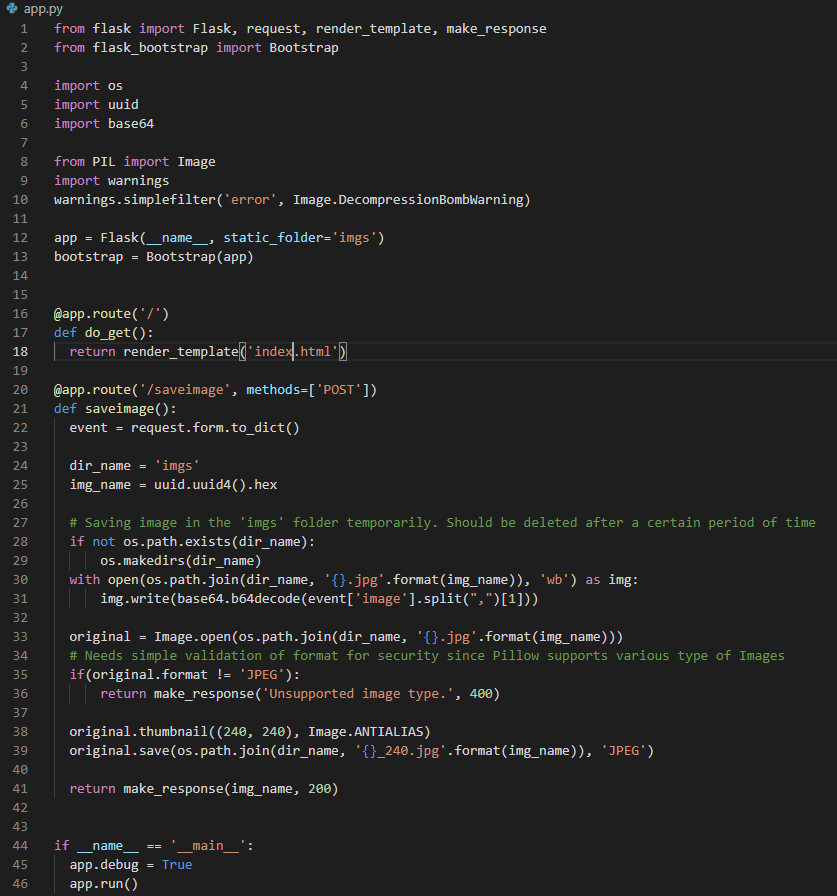 app.py
1 from flask import Flask, request, render_template, make_response
2 from flask_bootstrap import Bootstrap
3
4 import os
5 import uuid
6 import base64
7
8 from PIL import Image
9 import warnings
10 warnings.simplefilter('error', Image.DecompressionBombWarning)
11
12 app = Flask(__name__, static_folder='imgs')
13 bootstrap = Bootstrap(app)
14
15
16 @app.route('/')
17 def do_get():
18   return render_template('index.html')
19
20 @app.route('/saveimage', methods=['POST'])
21 def saveimage():
22   event = request.form.to_dict()
23
24   dir_name = 'imgs'
25   img_name = uuid.uuid4().hex
26
27   # Saving image in the 'imgs' folder temporarily. Should be deleted after a certain period of time
28   if not os.path.exists(dir_name):
29       os.makedirs(dir_name)
30   with open(os.path.join(dir_name, '{}.jpg'.format(img_name)), 'wb') as img:
31       img.write(base64.b64decode(event['image'].split(",")[1]))
32
33   original = Image.open(os.path.join(dir_name, '{}.jpg'.format(img_name)))
34   # Needs simple validation of format for security since Pillow supports various type of Images
35   if(original.format != 'JPEG'):
36       return make_response('Unsupported image type.', 400)
37
38   original.thumbnail((240, 240), Image.ANTIALIAS)
39   original.save(os.path.join(dir_name, '{}_240.jpg'.format(img_name)), 'JPEG')
40
41   return make_response(img_name, 200)
42
43
44 if __name__ == '__main__':
45   app.debug = True
46   app.run()